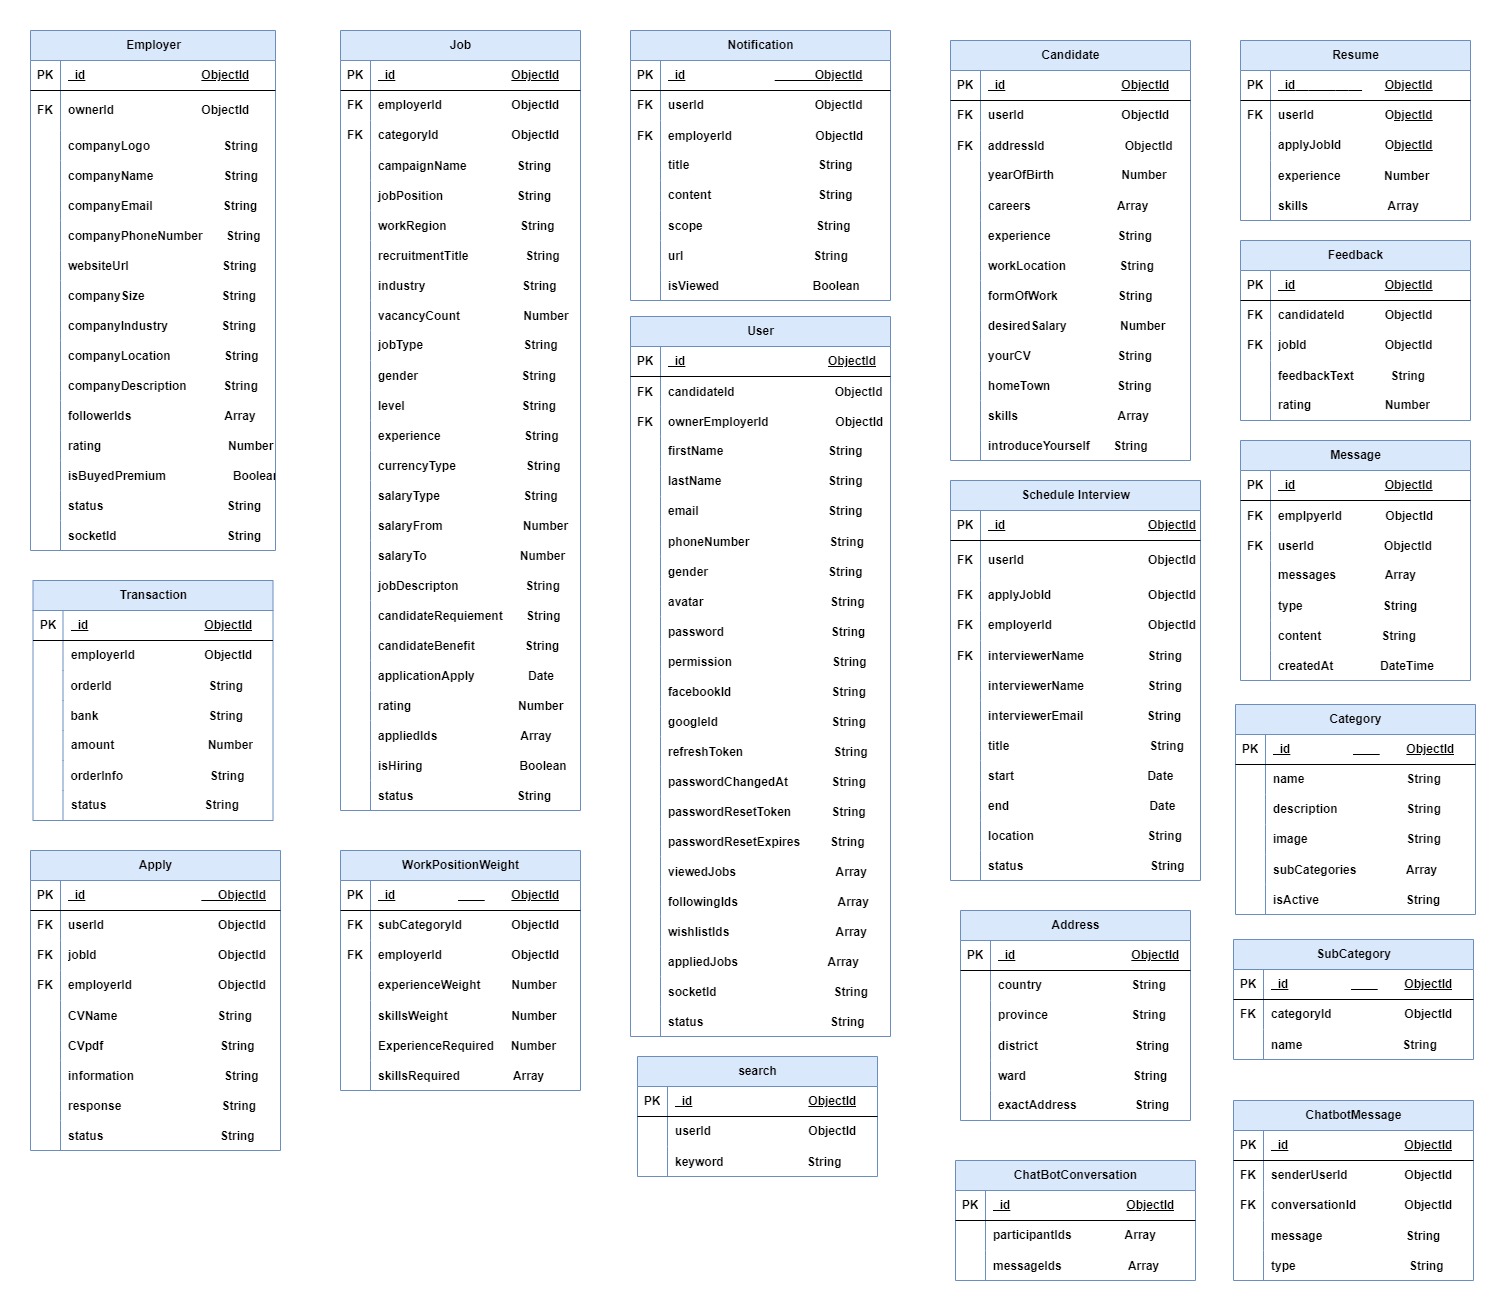 Employer
PK _id ObjectId
FK ownerId ObjectId
companyLogo String
companyName String
companyEmail String
companyPhoneNumber String
websiteUrl String
companySize String
companyIndustry String
companyLocation String
companyDescription String
followerIds Array
rating Number
isBuyedPremium Boolean
status String
socketId String
Transaction
PK _id ObjectId
employerId ObjectId
orderId String
bank String
amount Number
orderInfo String
status String
Apply
PK _id ObjectId
FK userId ObjectId
FK jobId ObjectId
FK employerId ObjectId
CVName String
CVpdf String
information String
response String
status String
Job
PK _id ObjectId
FK employerId ObjectId
FK categoryId ObjectId
campaignName String
jobPosition String
workRegion String
recruitmentTitle String
industry String
vacancyCount Number
jobType String
gender String
level String
experience String
currencyType String
salaryType String
salaryFrom Number
salaryTo Number
jobDescripton String
candidateRequiement String
candidateBenefit String
applicationApply Date
rating Number
appliedIds Array
isHiring Boolean
status String
WorkPositionWeight
PK _id ObjectId
FK subCategoryId ObjectId
FK employerId ObjectId
experienceWeight Number
skillsWeight Number
ExperienceRequired Number
skillsRequired Array
Notification
PK _id ObjectId
FK userId ObjectId
FK employerId ObjectId
title String
content String
scope String
url String
isViewed Boolean
User
PK _id ObjectId
FK candidateId ObjectId
FK ownerEmployerId ObjectId
firstName String
lastName String
email String
phoneNumber String
gender String
avatar String
password String
permission String
facebookId String
googleId String
refreshToken String
passwordChangedAt String
passwordResetToken String
passwordResetExpires String
viewedJobs Array
followingIds Array
wishlistIds Array
appliedJobs Array
socketId String
status String
search
PK _id ObjectId
userId ObjectId
keyword String
Candidate
PK _id ObjectId
FK userId ObjectId
FK addressId ObjectId
yearOfBirth Number
careers Array
experience String
workLocation String
formOfWork String
desiredSalary Number
yourCV String
homeTown String
skills Array
introduceYourself String
Schedule Interview
PK _id ObjectId
FK userId ObjectId
FK applyJobId ObjectId
FK employerId ObjectId
FK interviewerName String
interviewerName String
interviewerEmail String
title String
start Date
end Date
location String
status String
Address
PK _id ObjectId
country String
province String
district String
ward String
exactAddress String
ChatBotConversation
PK _id ObjectId
participantIds Array
messageIds Array
Resume
PK _id ObjectId
FK userId ObjectId
applyJobId ObjectId
experience Number
skills Array
Feedback
PK _id ObjectId
FK candidateId ObjectId
FK jobId ObjectId
feedbackText String
rating Number
Message
PK _id ObjectId
FK emplpyerId ObjectId
FK userId ObjectId
messages Array
type String
content String
createdAt DateTime
Category
PK _id ObjectId
name String
description String
image String
subCategories Array
isActive String
SubCategory
PK _id ObjectId
FK categoryId ObjectId
name String
ChatbotMessage
PK _id ObjectId
FK senderUserId ObjectId
FK conversationId ObjectId
message String
type String